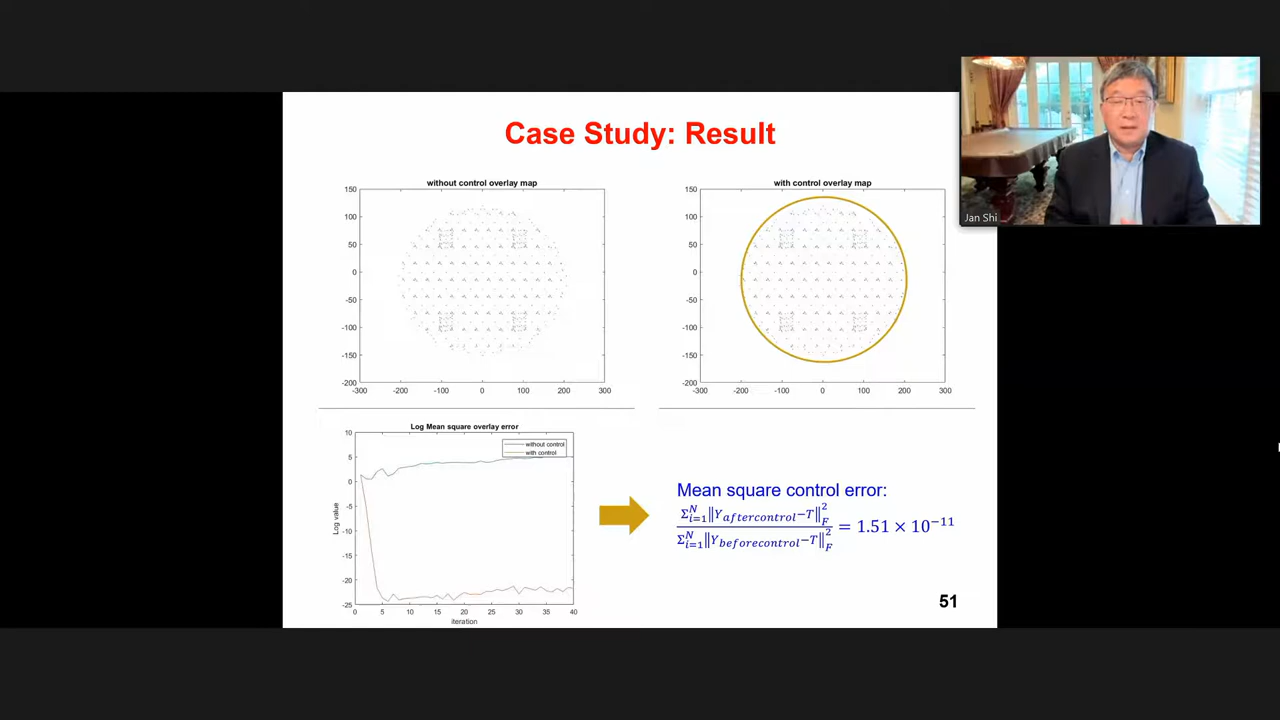 Case Study: Result
Jan Shi
without control overlay map
150
100
50
0
-50
-100
-150
-200
-300 -200 -100 0 100 200 300
with control overlay map
150
100
50
0
-50
-100
-150
-200
-300 -200 -100 0 100 200 300
Log Mean square overlay error
without control
with control
10
5
0
-5
-10
-15
-20
-25
Log value
0 5 10 15 20 25 30 35 40
iteration
Mean square control error:
Σ_{i=1}^{N}‖Y_{aftercontrol}−T‖_F^2
Σ_{i=1}^{N}‖Y_{beforecontrol}−T‖_F^2
= 1.51 × 10^{−11}
51